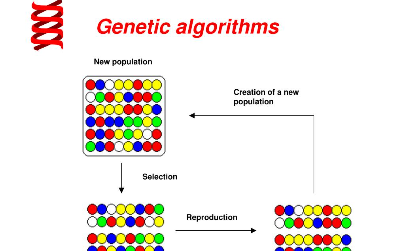 Genetic algorithms
New population
Creation of a new
population
Selection
Reproduction